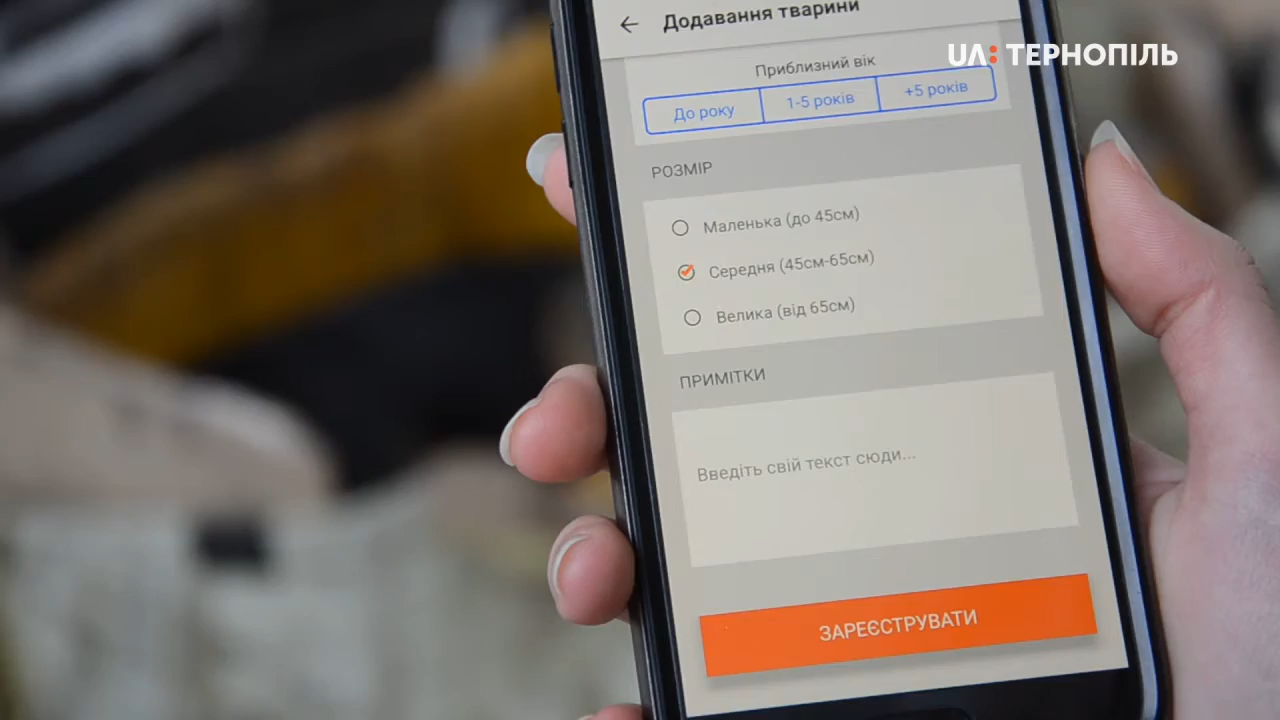 Додавання тварини
UA: ТЕРНОПІЛЬ
Приблизний вік
До року 1-5 років +5 років
РОЗМІР
Маленька (до 45см)
Середня (45см-65см)
Велика (від 65см)
ПРИМІТКИ
Введіть свій текст сюди...
ЗАРЕЄСТРУВАТИ